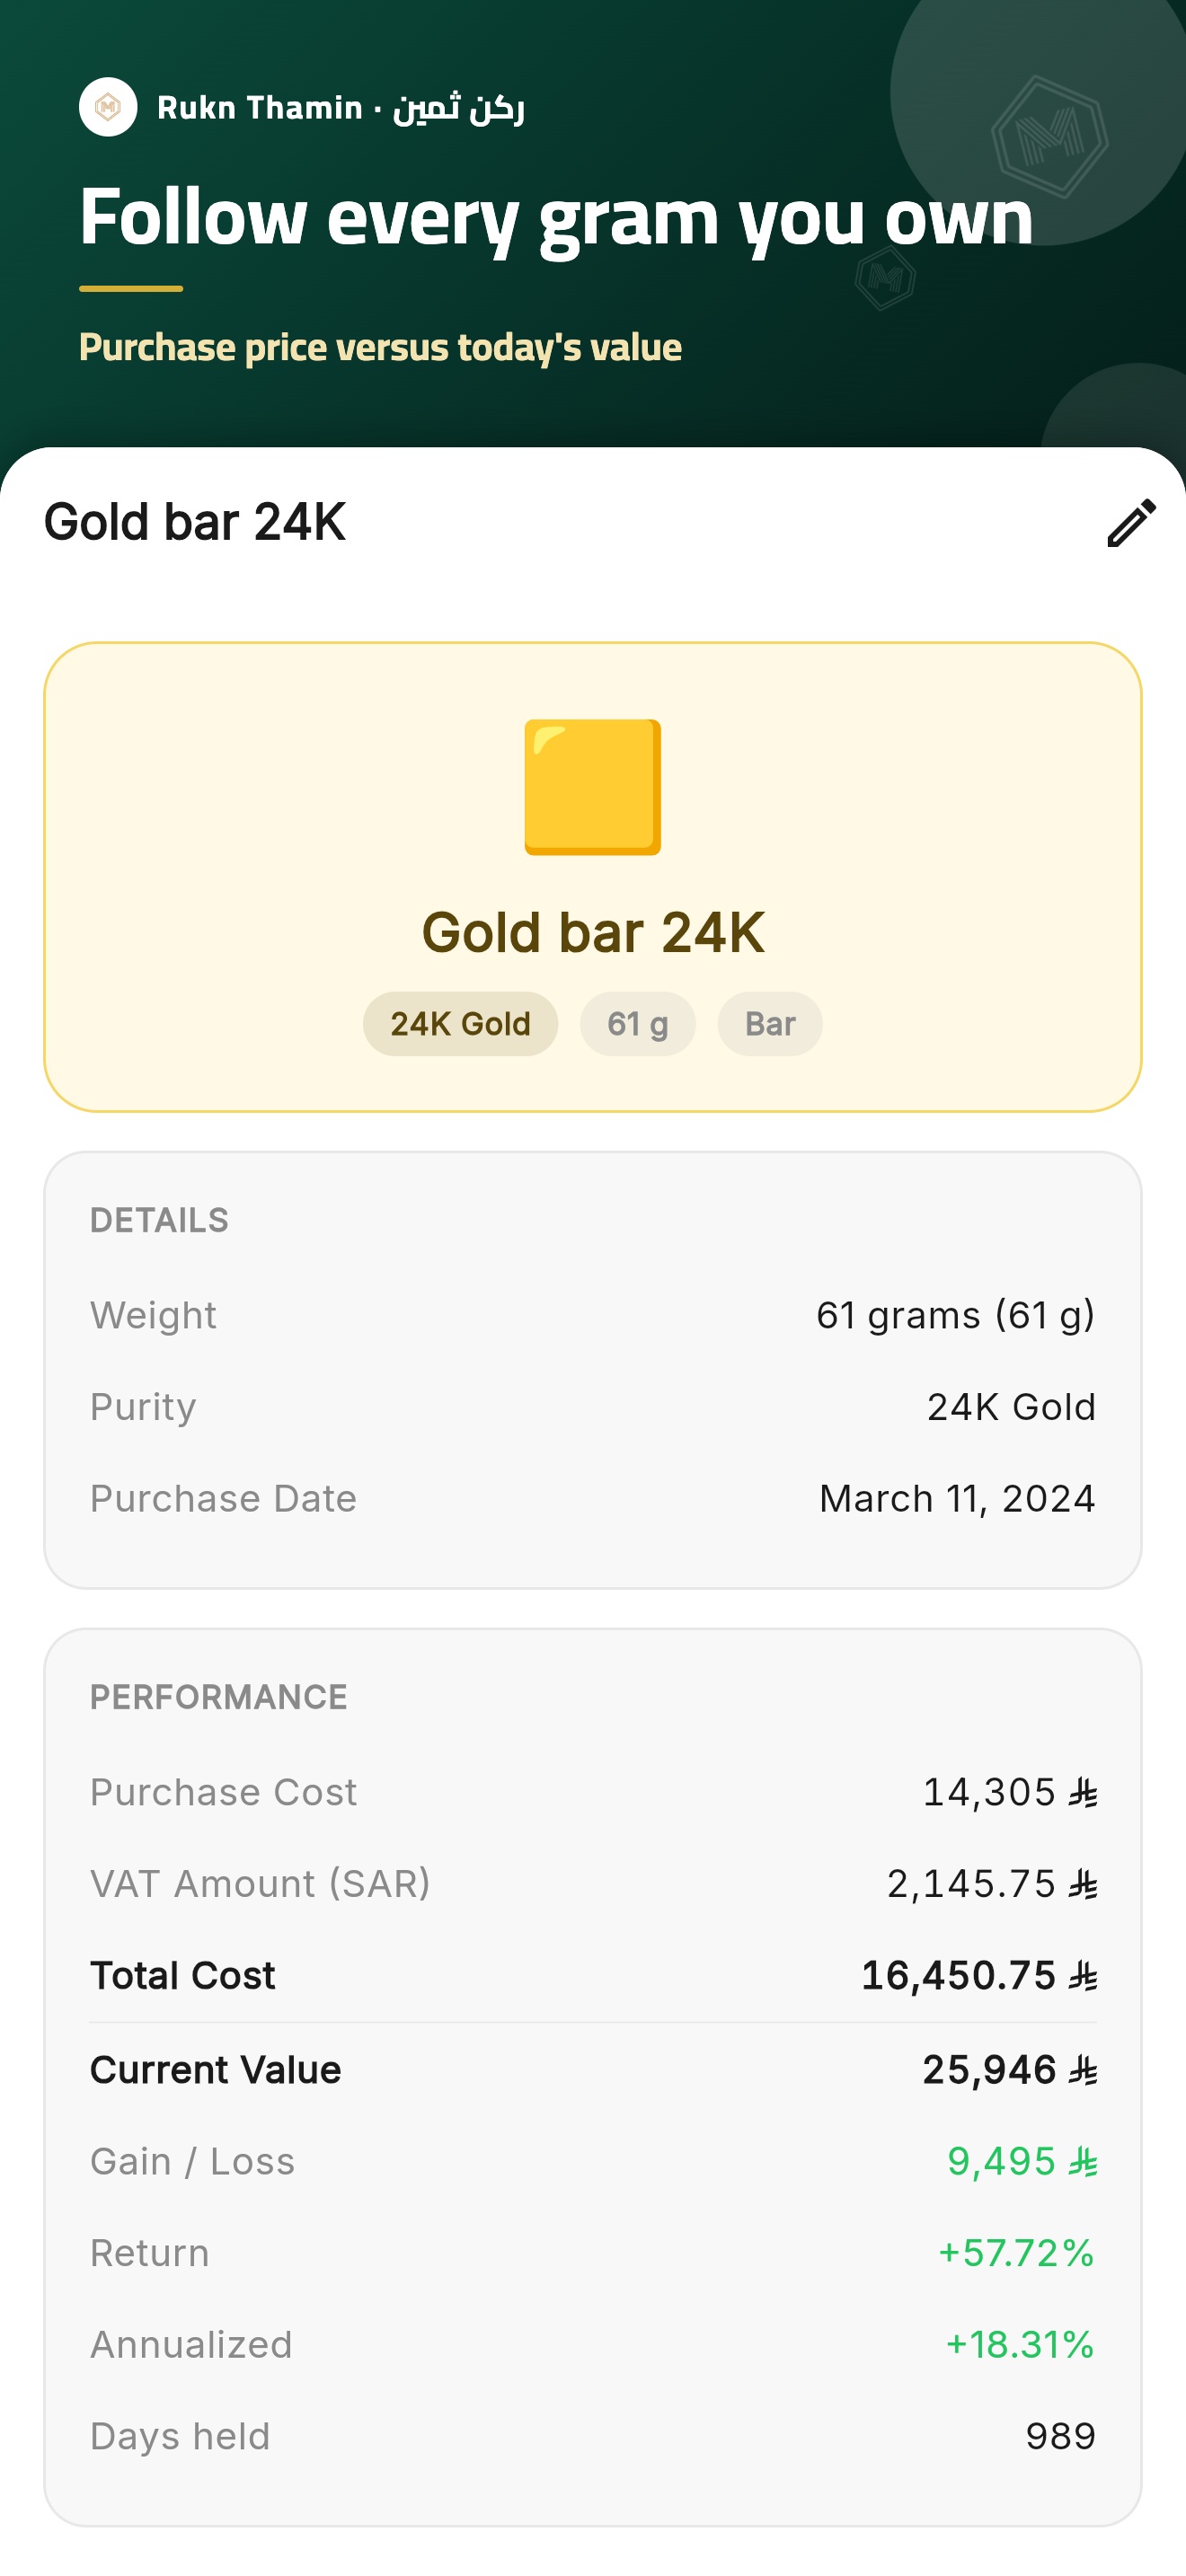 Rukn Thamin · ركن ثمين
Follow every gram you own
Purchase price versus today's value
Gold bar 24K
Gold bar 24K
24K Gold 61 g Bar
DETAILS
Weight 61 grams (61 g)
Purity 24K Gold
Purchase Date March 11, 2024
PERFORMANCE
Purchase Cost 14,305 ⃁
VAT Amount (SAR) 2,145.75 ⃁
Total Cost 16,450.75 ⃁
Current Value 25,946 ⃁
Gain / Loss 9,495 ⃁
Return +57.72%
Annualized +18.31%
Days held 989